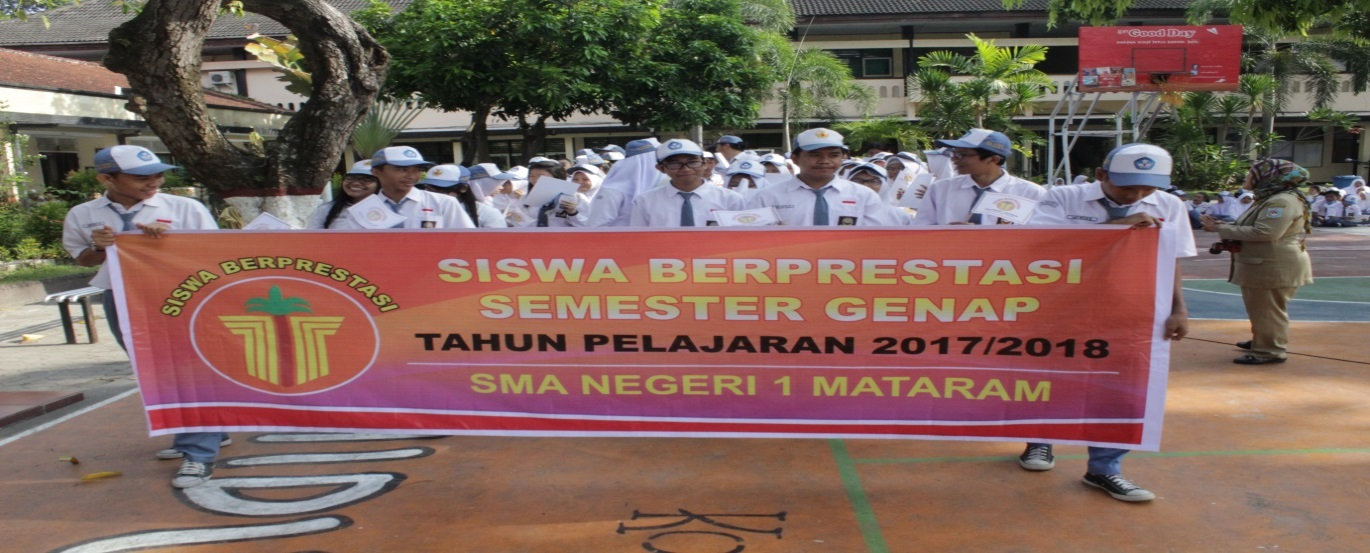 Good Day
SISWA BERPRESTASI
SISWA BERPRESTASI
SEMESTER GENAP
TAHUN PELAJARAN 2017/2018
SMA NEGERI 1 MATARAM